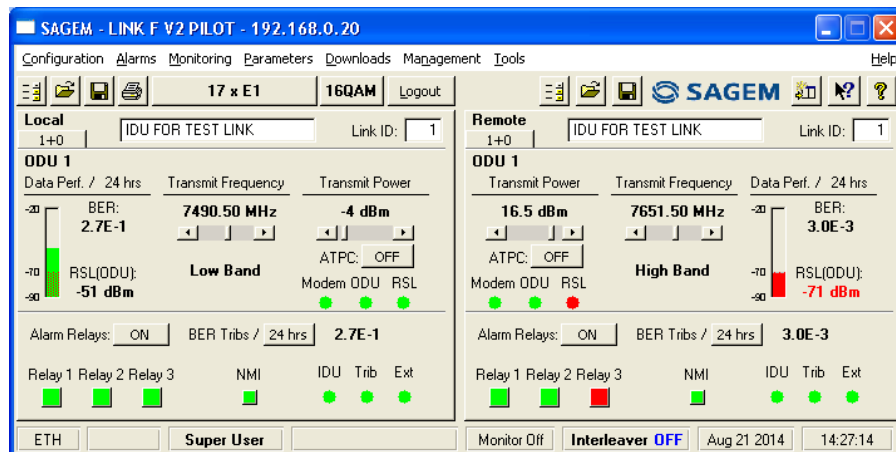 SAGEM - LINK F V2 PILOT - 192.168.0.20
Configuration Alarms Monitoring Parameters Downloads Management Tools Help
17 x E1 16QAM Logout SAGEM
Local
1+0 IDU FOR TEST LINK Link ID: 1
ODU 1
Data Perf. / 24 hrs Transmit Frequency Transmit Power
-20 BER: 7490.50 MHz -4 dBm
2.7E-1
ATPC: OFF
-70 RSL(ODU): Low Band Modem ODU RSL
-90 -51 dBm
Alarm Relays: ON BER Tribs / 24 hrs 2.7E-1
Relay 1 Relay 2 Relay 3 NMI IDU Trib Ext
Remote
1+0 IDU FOR TEST LINK Link ID: 1
ODU 1
Transmit Power Transmit Frequency Data Perf. / 24 hrs
16.5 dBm 7651.50 MHz -20 BER:
3.0E-3
ATPC: OFF
Modem ODU RSL High Band -70 RSL(ODU):
-90 -71 dBm
Alarm Relays: ON BER Tribs / 24 hrs 3.0E-3
Relay 1 Relay 2 Relay 3 NMI IDU Trib Ext
ETH Super User Monitor Off Interleaver OFF Aug 21 2014 14:27:14